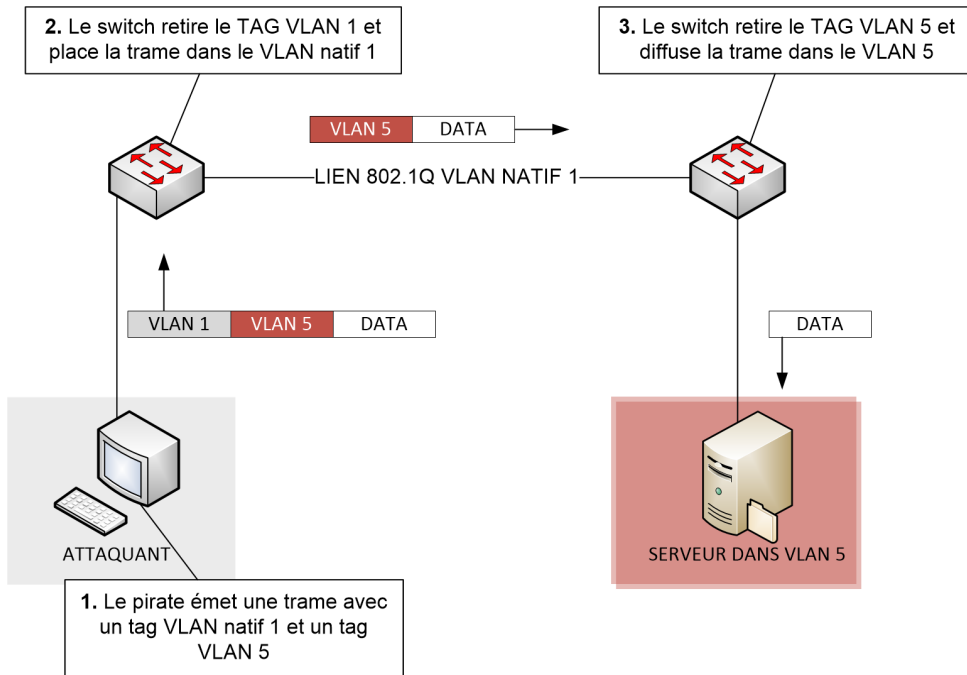 2. Le switch retire le TAG VLAN 1 et
place la trame dans le VLAN natif 1
3. Le switch retire le TAG VLAN 5 et
diffuse la trame dans le VLAN 5
VLAN 5 DATA
LIEN 802.1Q VLAN NATIF 1
VLAN 1 VLAN 5 DATA
DATA
ATTAQUANT
SERVEUR DANS VLAN 5
1. Le pirate émet une trame avec
un tag VLAN natif 1 et un tag
VLAN 5